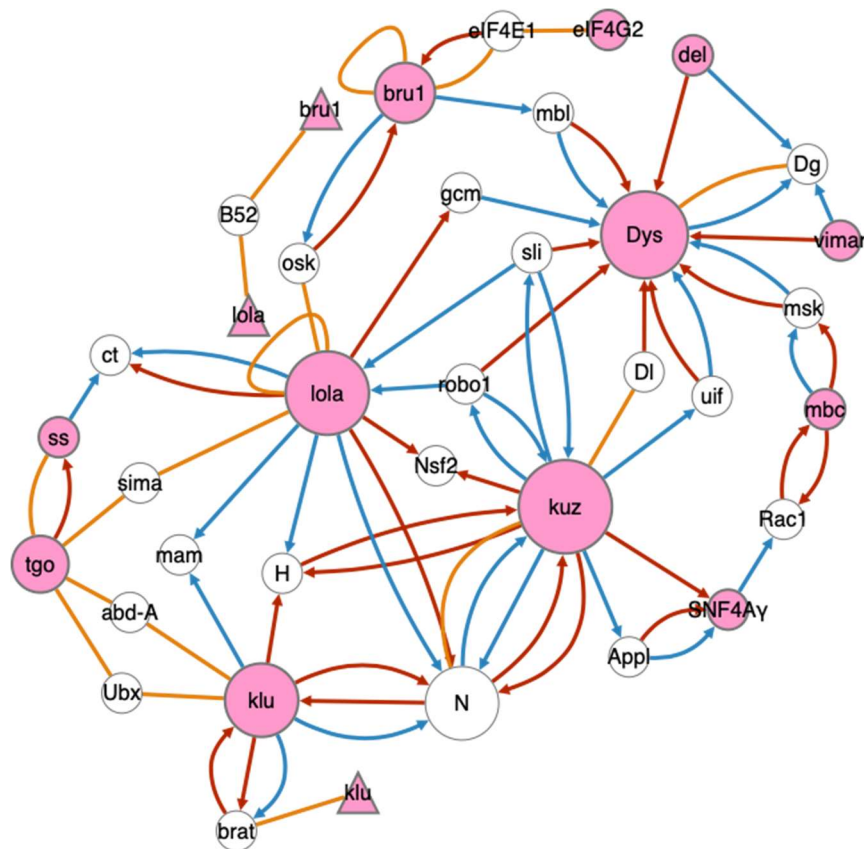 eIF4E1
eIF4G2
del
bru1
bru1
mbl
Dg
gcm
B52
Dys
vimar
osk
sli
lola
msk
ct
lola
robo1
Dl
uif
mbc
ss
Nsf2
sima
kuz
Rac1
mam
tgo
H
abd-A
SNF4Aγ
Appl
Ubx
klu
N
klu
brat